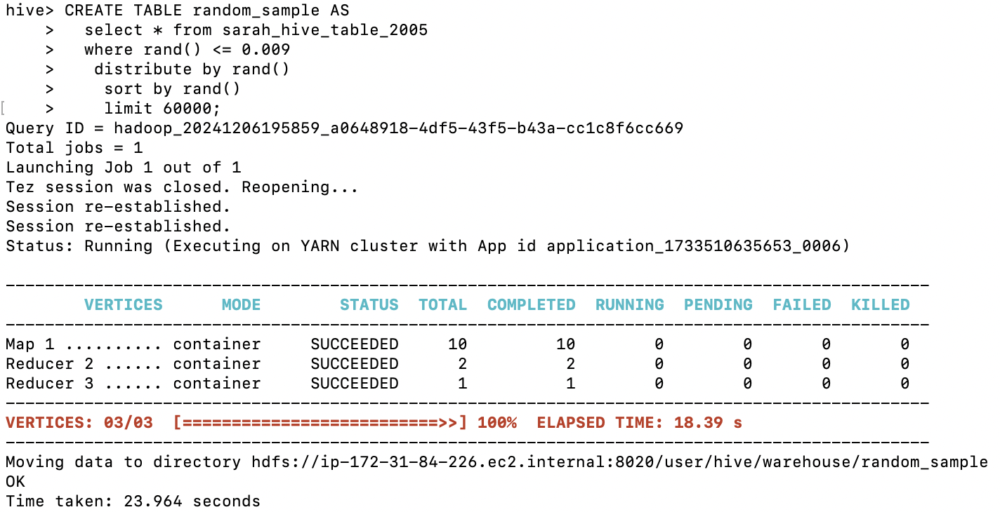 hive> CREATE TABLE random_sample AS
    >   select * from sarah_hive_table_2005
    >   where rand() <= 0.009
    >    distribute by rand()
    >     sort by rand()
[    >     limit 60000;
Query ID = hadoop_20241206195859_a0648918-4df5-43f5-b43a-cc1c8f6cc669
Total jobs = 1
Launching Job 1 out of 1
Tez session was closed. Reopening...
Session re-established.
Session re-established.
Status: Running (Executing on YARN cluster with App id application_1733510635653_0006)
----------------------------------------------------------------------------------------------
        VERTICES      MODE        STATUS  TOTAL  COMPLETED  RUNNING  PENDING  FAILED  KILLED
----------------------------------------------------------------------------------------------
Map 1 .......... container     SUCCEEDED     10         10        0        0       0       0
Reducer 2 ...... container     SUCCEEDED      2          2        0        0       0       0
Reducer 3 ...... container     SUCCEEDED      1          1        0        0       0       0
----------------------------------------------------------------------------------------------
VERTICES: 03/03  [==========================>>] 100%  ELAPSED TIME: 18.39 s
----------------------------------------------------------------------------------------------
Moving data to directory hdfs://ip-172-31-84-226.ec2.internal:8020/user/hive/warehouse/random_sample
OK
Time taken: 23.964 seconds